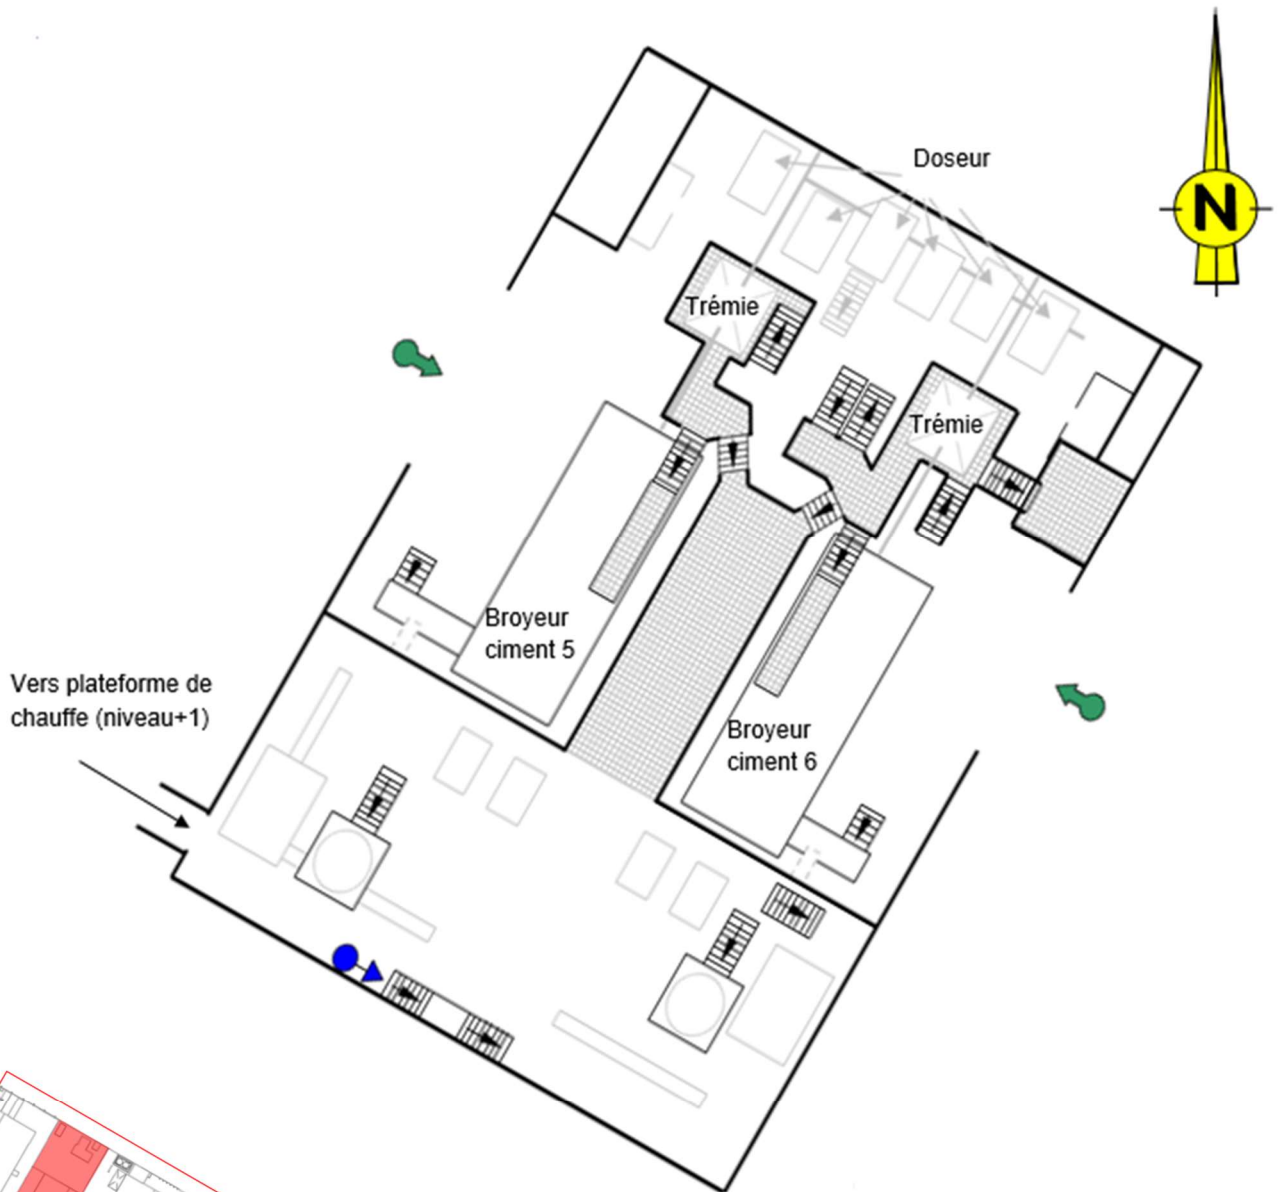 Doseur
N
Trémie
Trémie
Broyeur
ciment 5
Vers plateforme de
chauffe (niveau+1)
Broyeur
ciment 6